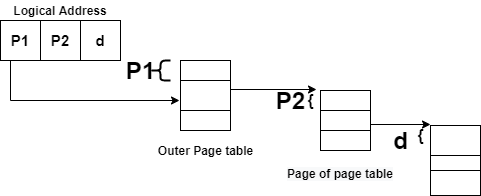 Logical Address
P1 P2 d
P1
P2
d
Outer Page table
Page of page table